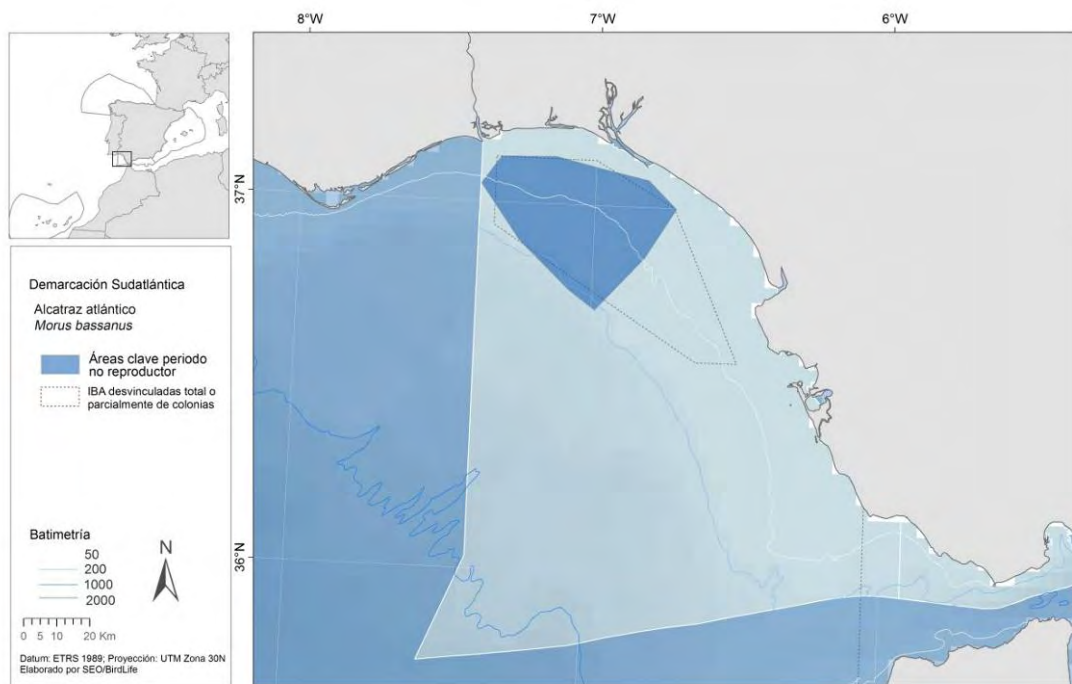 8°W
7°W
6°W
37°N
36°N
Demarcación Sudatlántica
Alcatraz atlántico
Morus bassanus
Áreas clave periodo
no reproductor
IBA desvinculadas total o
parcialmente de colonias
Batimetría
50
200
1000
2000
N
0 5 10 20 Km
Datum: ETRS 1989; Proyección: UTM Zona 30N
Elaborado por SEO/BirdLife